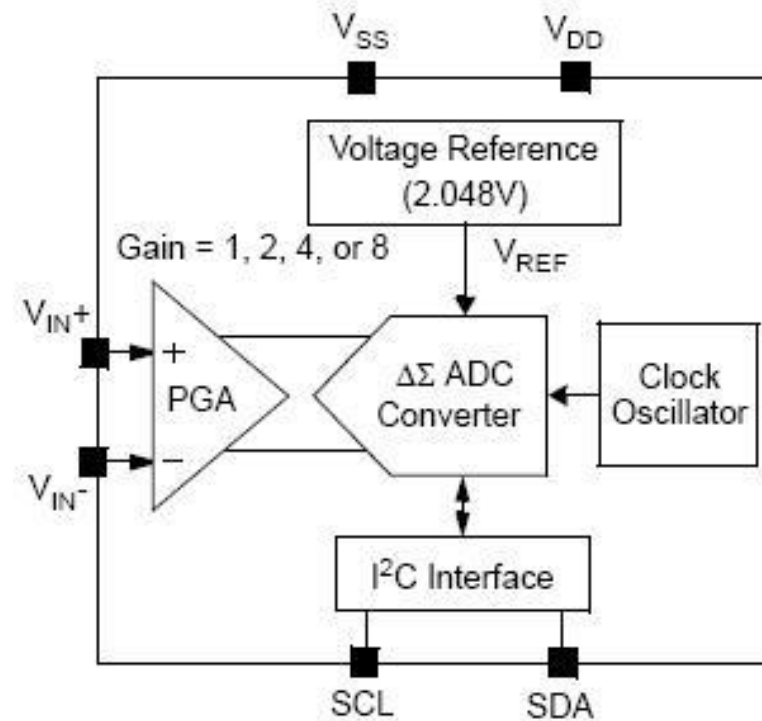 V_SS
V_DD
Voltage Reference
(2.048V)
Gain = 1, 2, 4, or 8
V_REF
V_IN+
+
PGA
−
V_IN-
ΔΣ ADC
Converter
Clock
Oscillator
I²C Interface
SCL
SDA